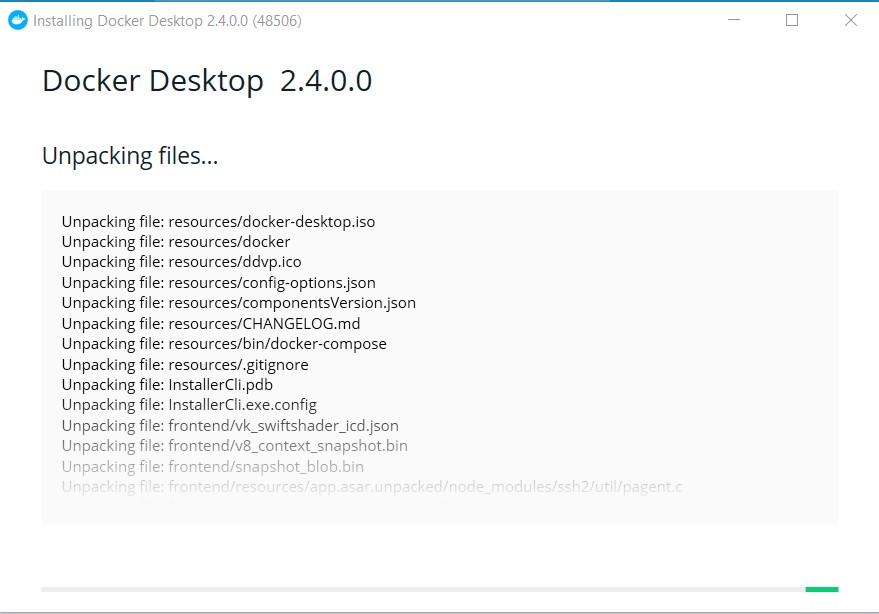 Installing Docker Desktop 2.4.0.0 (48506)
Docker Desktop 2.4.0.0
Unpacking files...
Unpacking file: resources/docker-desktop.iso
Unpacking file: resources/docker
Unpacking file: resources/ddvp.ico
Unpacking file: resources/config-options.json
Unpacking file: resources/componentsVersion.json
Unpacking file: resources/CHANGELOG.md
Unpacking file: resources/bin/docker-compose
Unpacking file: resources/.gitignore
Unpacking file: InstallerCli.pdb
Unpacking file: InstallerCli.exe.config
Unpacking file: frontend/vk_swiftshader_icd.json
Unpacking file: frontend/v8_context_snapshot.bin
Unpacking file: frontend/snapshot_blob.bin
Unpacking file: frontend/resources/app.asar.unpacked/node_modules/ssh2/util/pagent.c